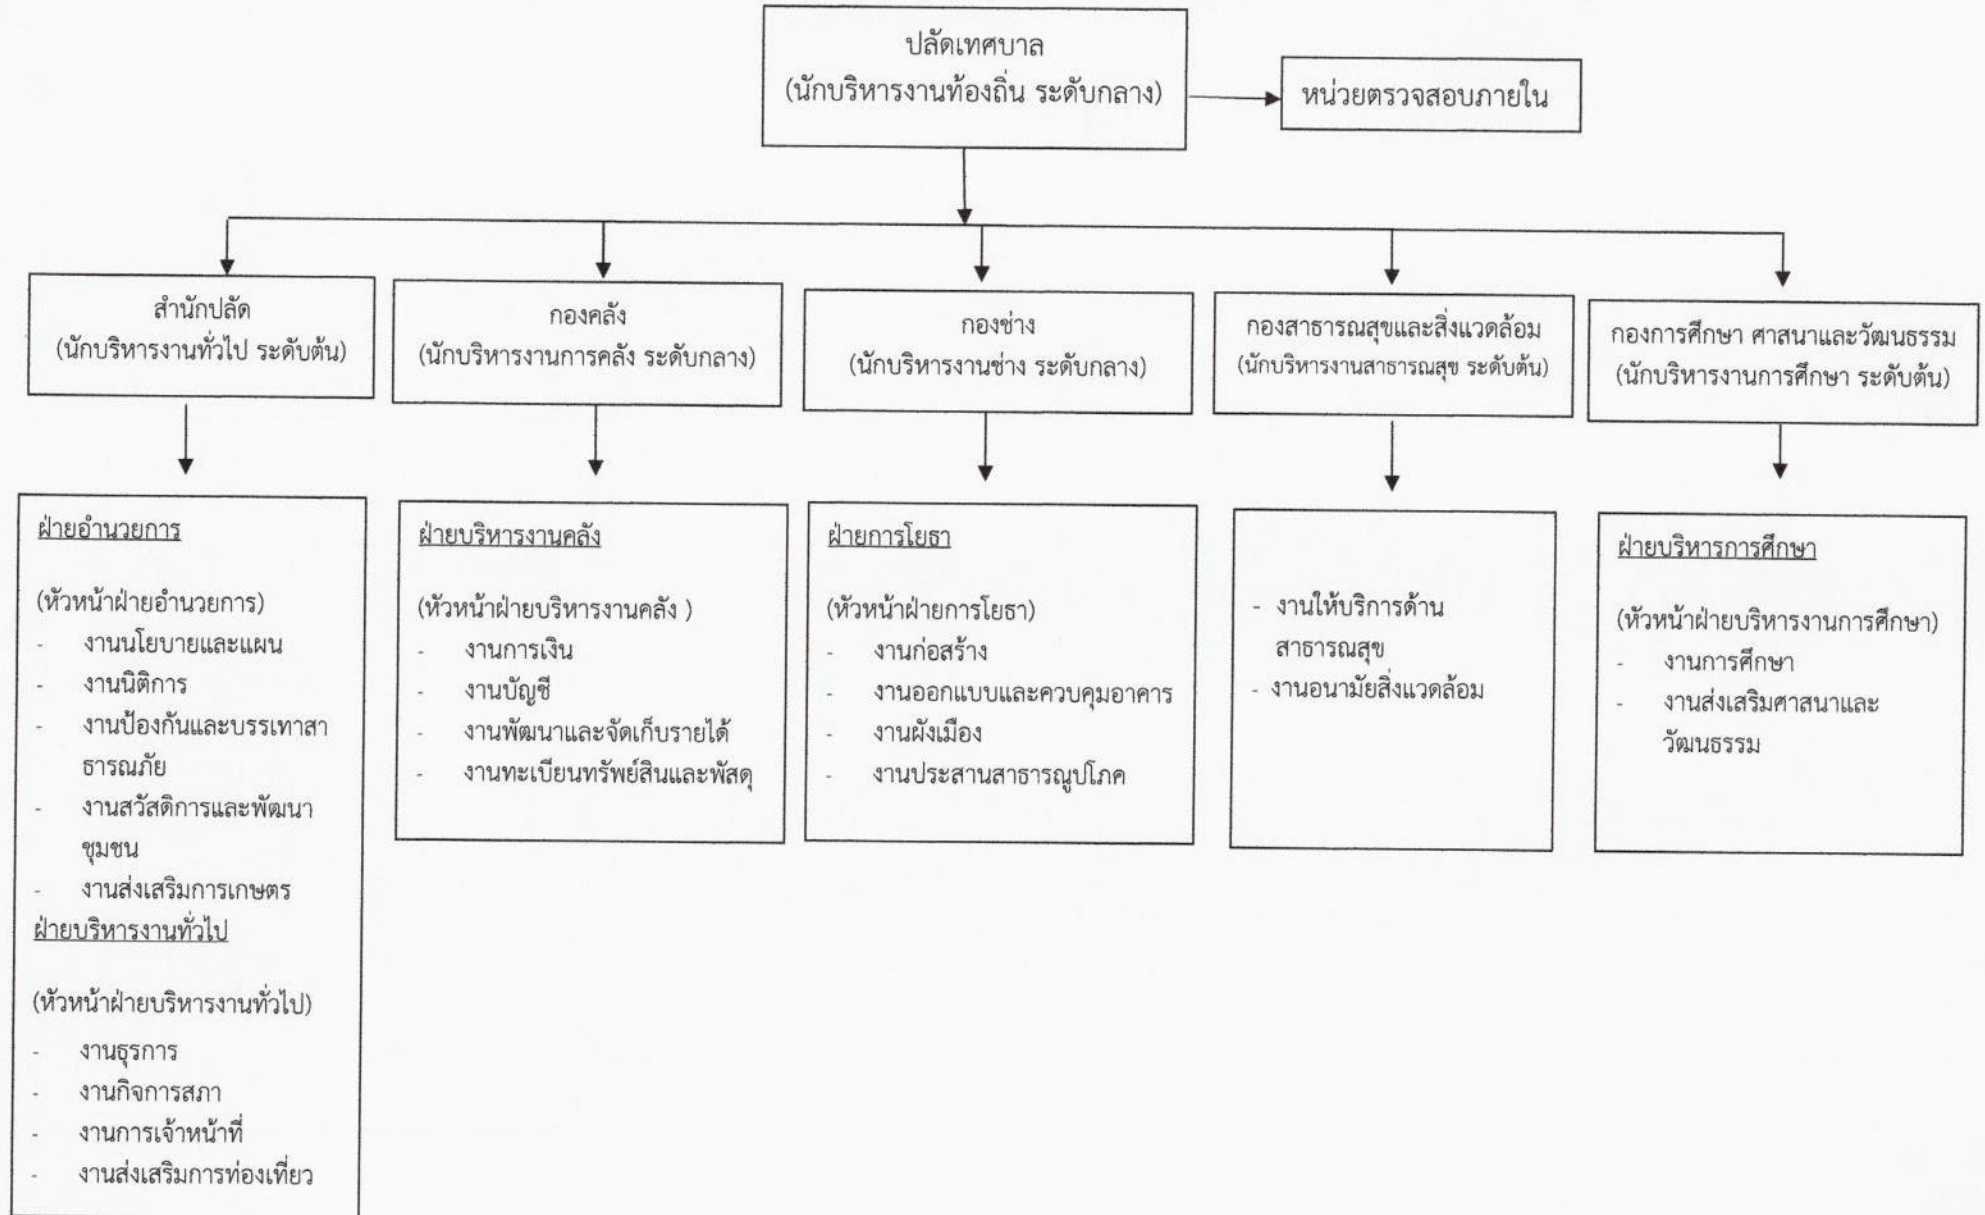 ปลัดเทศบาล
(นักบริหารงานท้องถิ่น ระดับกลาง)
หน่วยตรวจสอบภายใน
สำนักปลัด
(นักบริหารงานทั่วไป ระดับต้น)
กองคลัง
(นักบริหารงานการคลัง ระดับกลาง)
กองช่าง
(นักบริหารงานช่าง ระดับกลาง)
กองสาธารณสุขและสิ่งแวดล้อม
(นักบริหารงานสาธารณสุข ระดับต้น)
กองการศึกษา ศาสนาและวัฒนธรรม
(นักบริหารงานการศึกษา ระดับต้น)
ฝ่ายอำนวยการ
(หัวหน้าฝ่ายอำนวยการ)
- งานนโยบายและแผน
- งานนิติการ
- งานป้องกันและบรรเทาสา
ธารณภัย
- งานสวัสดิการและพัฒนา
ชุมชน
- งานส่งเสริมการเกษตร
ฝ่ายบริหารงานทั่วไป
(หัวหน้าฝ่ายบริหารงานทั่วไป)
- งานธุรการ
- งานกิจการสภา
- งานการเจ้าหน้าที่
- งานส่งเสริมการท่องเที่ยว
ฝ่ายบริหารงานคลัง
(หัวหน้าฝ่ายบริหารงานคลัง )
- งานการเงิน
- งานบัญชี
- งานพัฒนาและจัดเก็บรายได้
- งานทะเบียนทรัพย์สินและพัสดุ
ฝ่ายการโยธา
(หัวหน้าฝ่ายการโยธา)
- งานก่อสร้าง
- งานออกแบบและควบคุมอาคาร
- งานผังเมือง
- งานประสานสาธารณูปโภค
- งานให้บริการด้าน
สาธารณสุข
- งานอนามัยสิ่งแวดล้อม
ฝ่ายบริหารการศึกษา
(หัวหน้าฝ่ายบริหารงานการศึกษา)
- งานการศึกษา
- งานส่งเสริมศาสนาและ
วัฒนธรรม